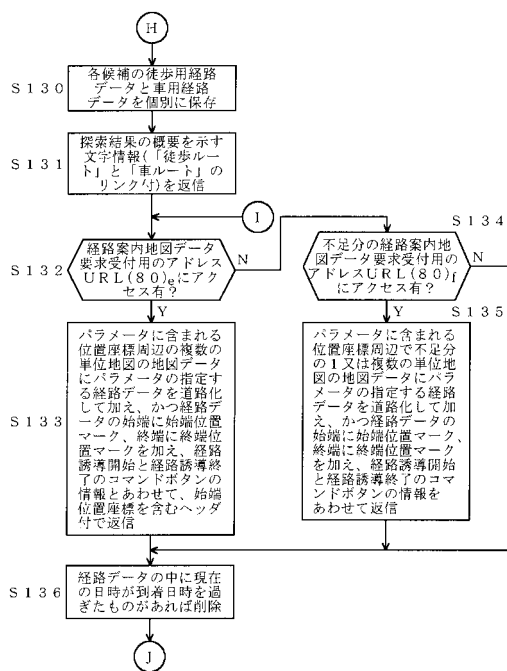 H
S130
各候補の徒歩用経路
データと車用経路
データを個別に保存
S131
探索結果の概要を示す
文字情報(「徒歩ルー
ト」と「車ルート」の
リンク付)を返信
I
S132
経路案内地図データ
要求受付用のアドレス
URL(80)eにアク
セス有?
N
Y
S134
不足分の経路案内地
図データ要求受付用の
アドレスURL(80)f
にアクセス有?
N
Y
S133
パラメータに含まれる
位置座標周辺の複数の
単位地図の地図データ
にパラメータの指定す
る経路データを道路化
して加え、かつ経路デー
タの始端に始端位置
マーク、終端に終端位
置マークを加え、経路
誘導開始と経路誘導終
了のコマンドボタンの
情報とあわせて、始端
位置座標を含むヘッダ
付で返信
S135
パラメータに含まれる
位置座標周辺で不足分
の1又は複数の単位地
図の地図データにパラ
メータの指定する経路
データを道路化して加
え、かつ経路データの
始端に始端位置マーク、
終端に終端位置マーク
を加え、経路誘導開始
と経路誘導終了のコマ
ンドボタンの情報を
あわせて返信
S136
経路データの中に現在
の日時が到着日時を過
ぎたものがあれば削除
J